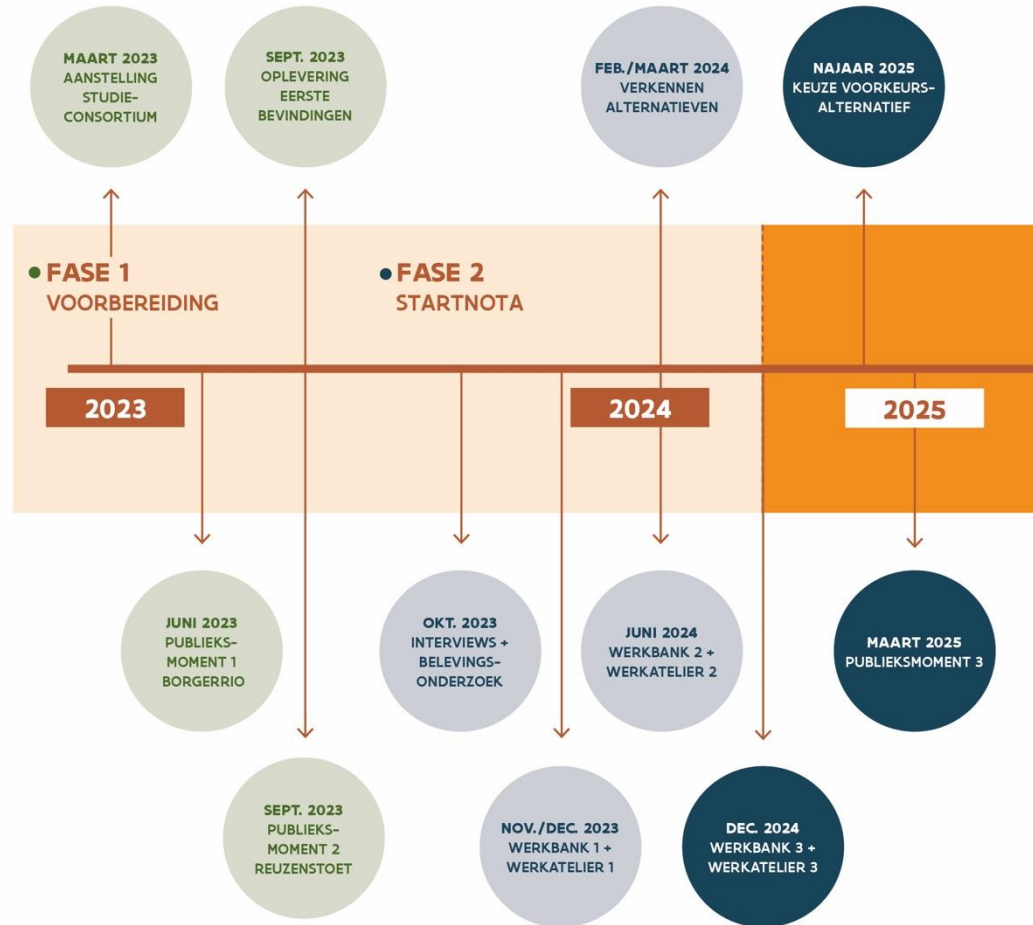 MAART 2023
AANSTELLING
STUDIE-
CONSORTIUM
SEPT. 2023
OPLEVERING
EERSTE
BEVINDINGEN
FEB./MAART 2024
VERKENNEN
ALTERNATIEVEN
NAJAAR 2025
KEUZE VOORKEURS-
ALTERNATIEF
FASE 1
VOORBEREIDING
FASE 2
STARTNOTA
2023
2024
2025
JUNI 2023
PUBLIEKS-
MOMENT 1
BORGERRIO
OKT. 2023
INTERVIEWS +
BELEVINGS-
ONDERZOEK
JUNI 2024
WERKBANK 2 +
WERKATELIER 2
MAART 2025
PUBLIEKSMOMENT 3
SEPT. 2023
PUBLIEKS-
MOMENT 2
REUZENSTOET
NOV./DEC. 2023
WERKBANK 1 +
WERKATELIER 1
DEC. 2024
WERKBANK 3 +
WERKATELIER 3